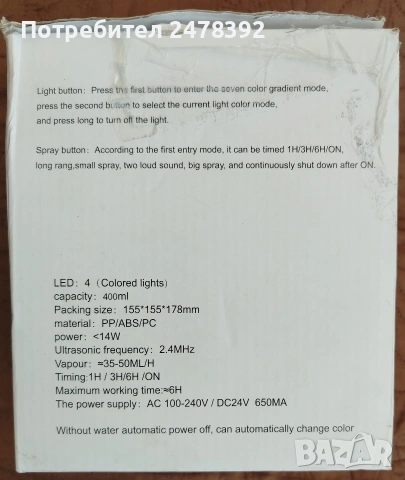 Потребител 2478392
Light button: Press the first button to enter the seven color gradient mode,
press the second button to select the current light color mode,
and press long to turn off the light.
Spray button: According to the first entry mode, it can be timed 1H/3H/6H/ON,
long rang,small spray, two loud sound, big spray, and continuously shut down after ON.
LED: 4 (Colored lights)
capacity: 400ml
Packing size: 155*155*178mm
material: PP/ABS/PC
power: <14W
Ultrasonic frequency: 2.4MHz
Vapour: ≈35-50ML/H
Timing:1H / 3H/6H /ON
Maximum working time:≈6H
The power supply: AC 100-240V / DC24V 650MA
Without water automatic power off, can automatically change color
BAZAR